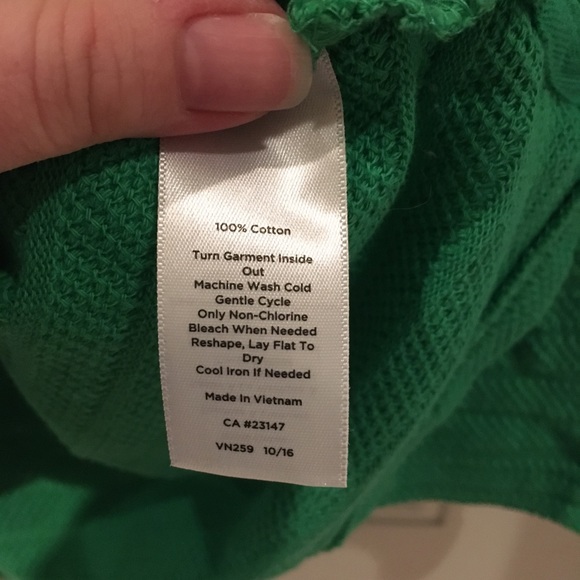 100% Cotton
Turn Garment Inside
Out
Machine Wash Cold
Gentle Cycle
Only Non-Chlorine
Bleach When Needed
Reshape, Lay Flat To
Dry
Cool Iron If Needed
Made In Vietnam
CA #23147
VN259 10/16